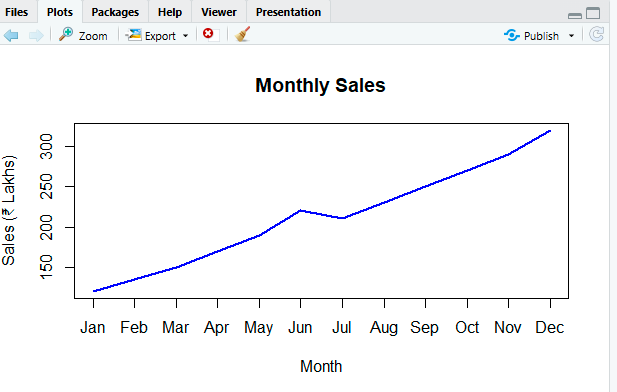 Files Plots Packages Help Viewer Presentation
Zoom Export Publish
Monthly Sales
Sales (₹ Lakhs)
300
250
200
150
Jan Feb Mar Apr May Jun Jul Aug Sep Oct Nov Dec
Month